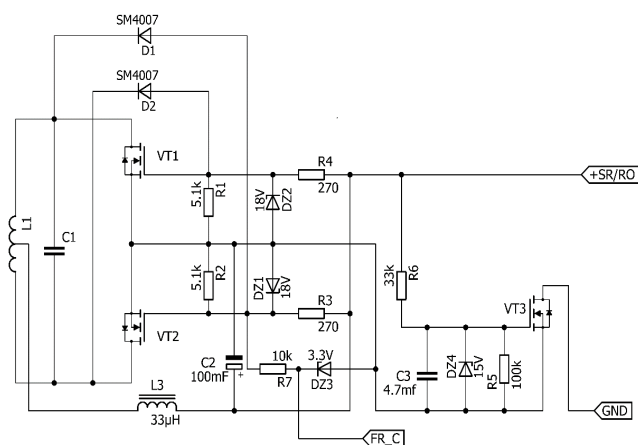 SM4007
D1
SM4007
D2
VT1
R4
270
+SR/RO
5.1k
R1
18V
DZ2
L1
C1
33k
R6
5.1k
R2
DZ1
18V
R3
270
VT3
VT2
C2
100mF
+
10k
R7
3.3V
DZ3
C3
4.7mf
DZ4
15V
R5
100k
L3
33µH
GND
FR_C